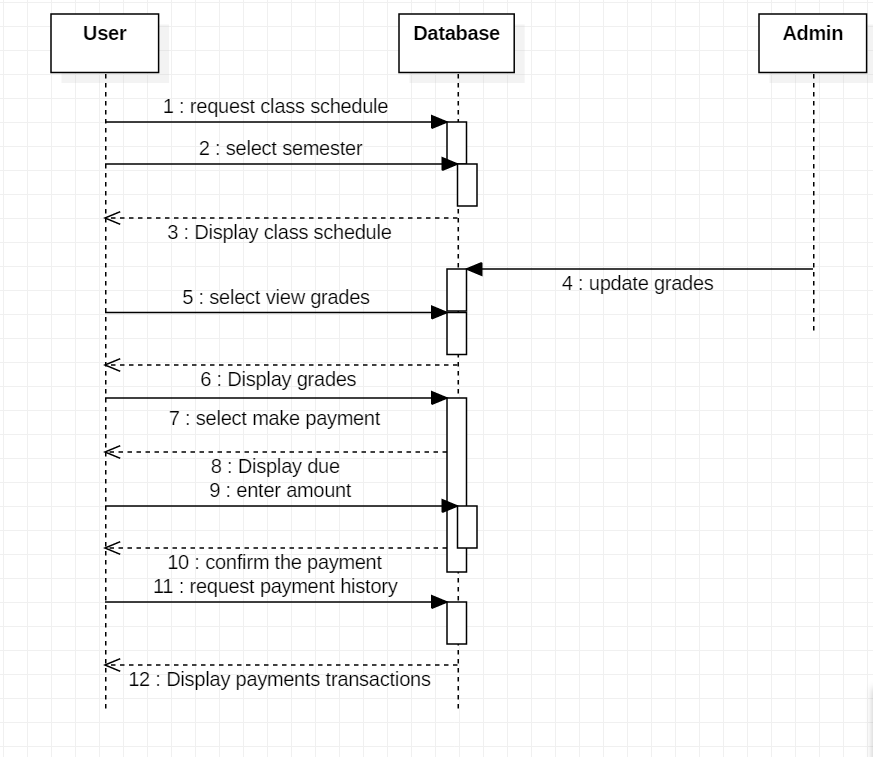 User
Database
Admin
1 : request class schedule
2 : select semester
3 : Display class schedule
4 : update grades
5 : select view grades
6 : Display grades
7 : select make payment
8 : Display due
9 : enter amount
10 : confirm the payment
11 : request payment history
12 : Display payments transactions